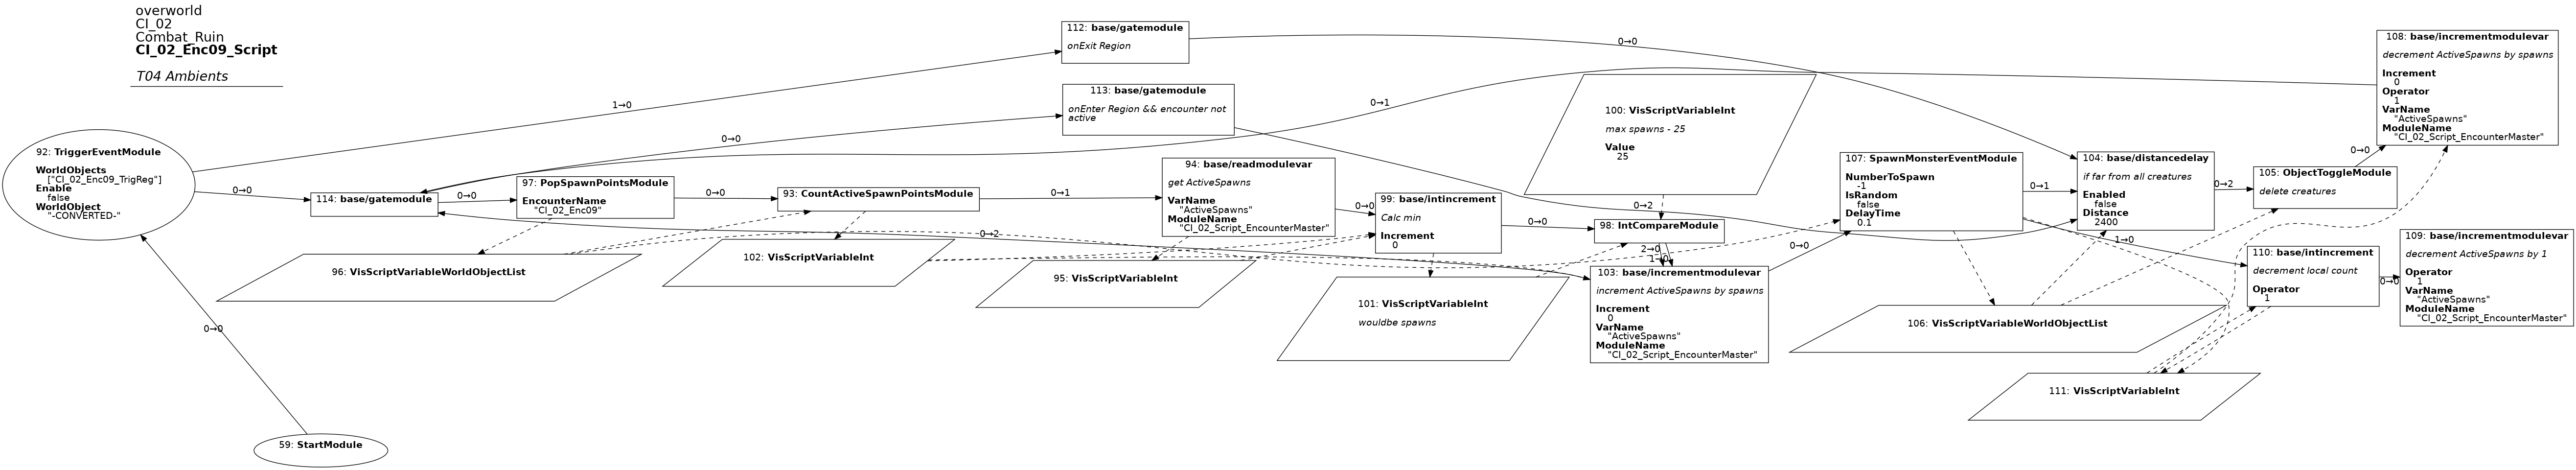 overworld
CI_02
Combat_Ruin
CI_02_Enc09_Script
T04 Ambients
92: TriggerEventModule
WorldObjects
["CI_02_Enc09_TrigReg"]
Enable
false
WorldObject
"-CONVERTED-"
59: StartModule
0→0
0→0
1→0
114: base/gatemodule
0→0
0→0
0→2
97: PopSpawnPointsModule
EncounterName
"CI_02_Enc09"
0→0
96: VisScriptVariableWorldObjectList
93: CountActiveSpawnPointsModule
0→1
102: VisScriptVariableInt
112: base/gatemodule
onExit Region
0→0
113: base/gatemodule
onEnter Region && encounter not
active
0→1
0→2
94: base/readmodulevar
get ActiveSpawns
VarName
"ActiveSpawns"
ModuleName
"CI_02_Script_EncounterMaster"
0→0
95: VisScriptVariableInt
99: base/intincrement
Calc min
Increment
0
0→0
101: VisScriptVariableInt
wouldbe spawns
100: VisScriptVariableInt
max spawns - 25
Value
25
98: IntCompareModule
2→0
1→0
103: base/incrementmodulevar
increment ActiveSpawns by spawns
Increment
0
VarName
"ActiveSpawns"
ModuleName
"CI_02_Script_EncounterMaster"
0→0
107: SpawnMonsterEventModule
NumberToSpawn
-1
IsRandom
false
DelayTime
0.1
0→1
1→0
106: VisScriptVariableWorldObjectList
104: base/distancedelay
if far from all creatures
Enabled
false
Distance
2400
0→2
105: ObjectToggleModule
delete creatures
0→0
108: base/incrementmodulevar
decrement ActiveSpawns by spawns
Increment
0
Operator
1
VarName
"ActiveSpawns"
ModuleName
"CI_02_Script_EncounterMaster"
110: base/intincrement
decrement local count
Operator
1
0→0
109: base/incrementmodulevar
decrement ActiveSpawns by 1
Operator
1
VarName
"ActiveSpawns"
ModuleName
"CI_02_Script_EncounterMaster"
111: VisScriptVariableInt